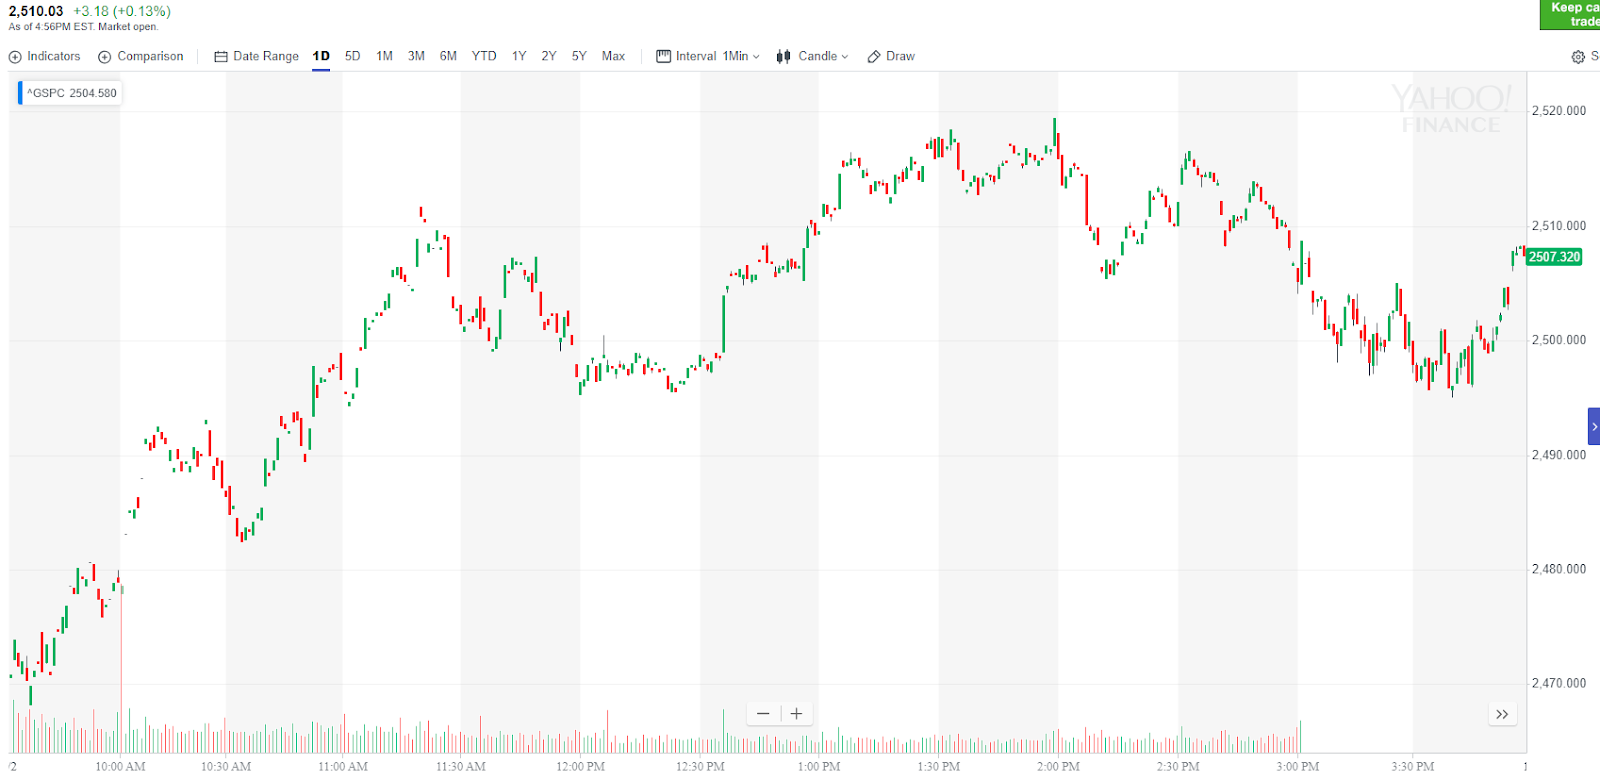 2,510.03 +3.18 (+0.13%)
As of 4:56PM EST. Market open.
Keep ca
trade
Indicators Comparison Date Range 1D 5D 1M 3M 6M YTD 1Y 2Y 5Y Max Interval 1Min Candle Draw S
^GSPC 2504.580
YAHOO!
FINANCE
2,520.000
2,510.000
2507.320
2,500.000
2,490.000
2,480.000
2,470.000
2 10:00 AM 10:30 AM 11:00 AM 11:30 AM 12:00 PM 12:30 PM 1:00 PM 1:30 PM 2:00 PM 2:30 PM 3:00 PM 3:30 PM 1